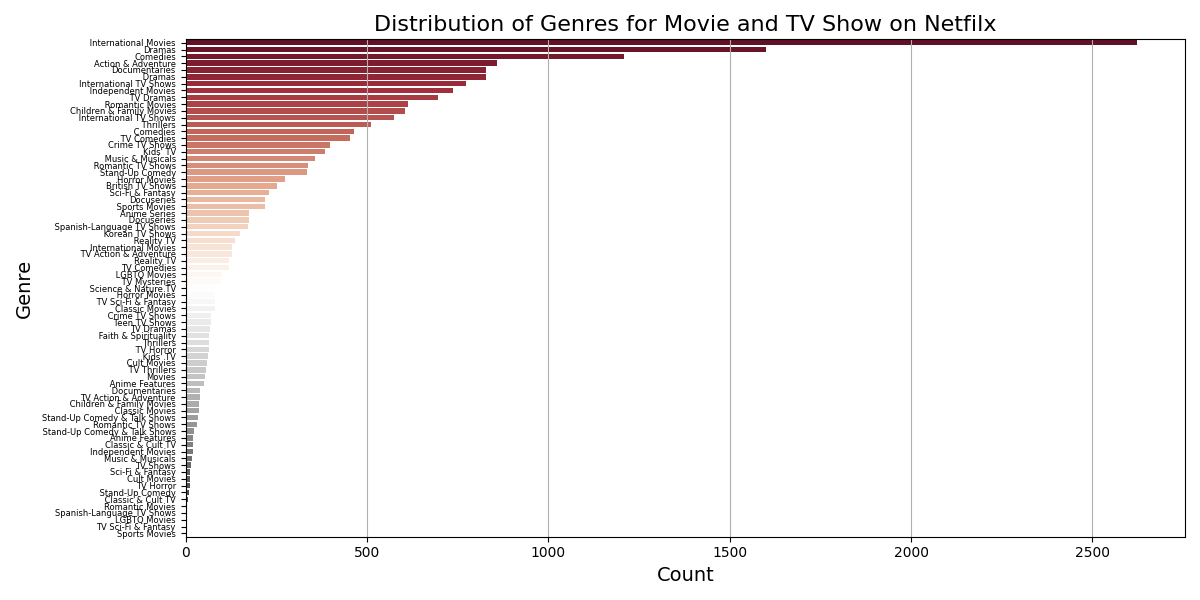 Distribution of Genres for Movie and TV Show on Netfilx
International Movies
Dramas
Comedies
Action & Adventure
Documentaries
Dramas
International TV Shows
Independent Movies
TV Dramas
Romantic Movies
Children & Family Movies
International TV Shows
Thrillers
Comedies
TV Comedies
Crime TV Shows
Kids' TV
Music & Musicals
Romantic TV Shows
Stand-Up Comedy
Horror Movies
British TV Shows
Sci-Fi & Fantasy
Docuseries
Sports Movies
Anime Series
Docuseries
Spanish-Language TV Shows
Korean TV Shows
Reality TV
International Movies
TV Action & Adventure
Reality TV
TV Comedies
LGBTQ Movies
TV Mysteries
Science & Nature TV
Horror Movies
TV Sci-Fi & Fantasy
Classic Movies
Crime TV Shows
Teen TV Shows
TV Dramas
Faith & Spirituality
Thrillers
TV Horror
Kids' TV
Cult Movies
TV Thrillers
Movies
Anime Features
Documentaries
TV Action & Adventure
Children & Family Movies
Classic Movies
Stand-Up Comedy & Talk Shows
Romantic TV Shows
Stand-Up Comedy & Talk Shows
Anime Features
Classic & Cult TV
Independent Movies
Music & Musicals
TV Shows
Sci-Fi & Fantasy
Cult Movies
TV Horror
Stand-Up Comedy
Classic & Cult TV
Romantic Movies
Spanish-Language TV Shows
LGBTQ Movies
TV Sci-Fi & Fantasy
Sports Movies
Genre
0 500 1000 1500 2000 2500
Count